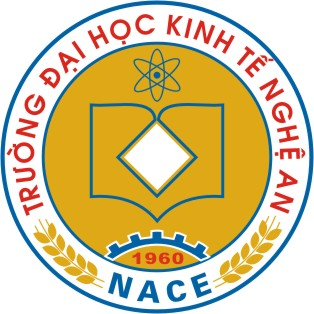 TRƯỜNG ĐẠI HỌC KINH TẾ NGHỆ AN
1960
NACE